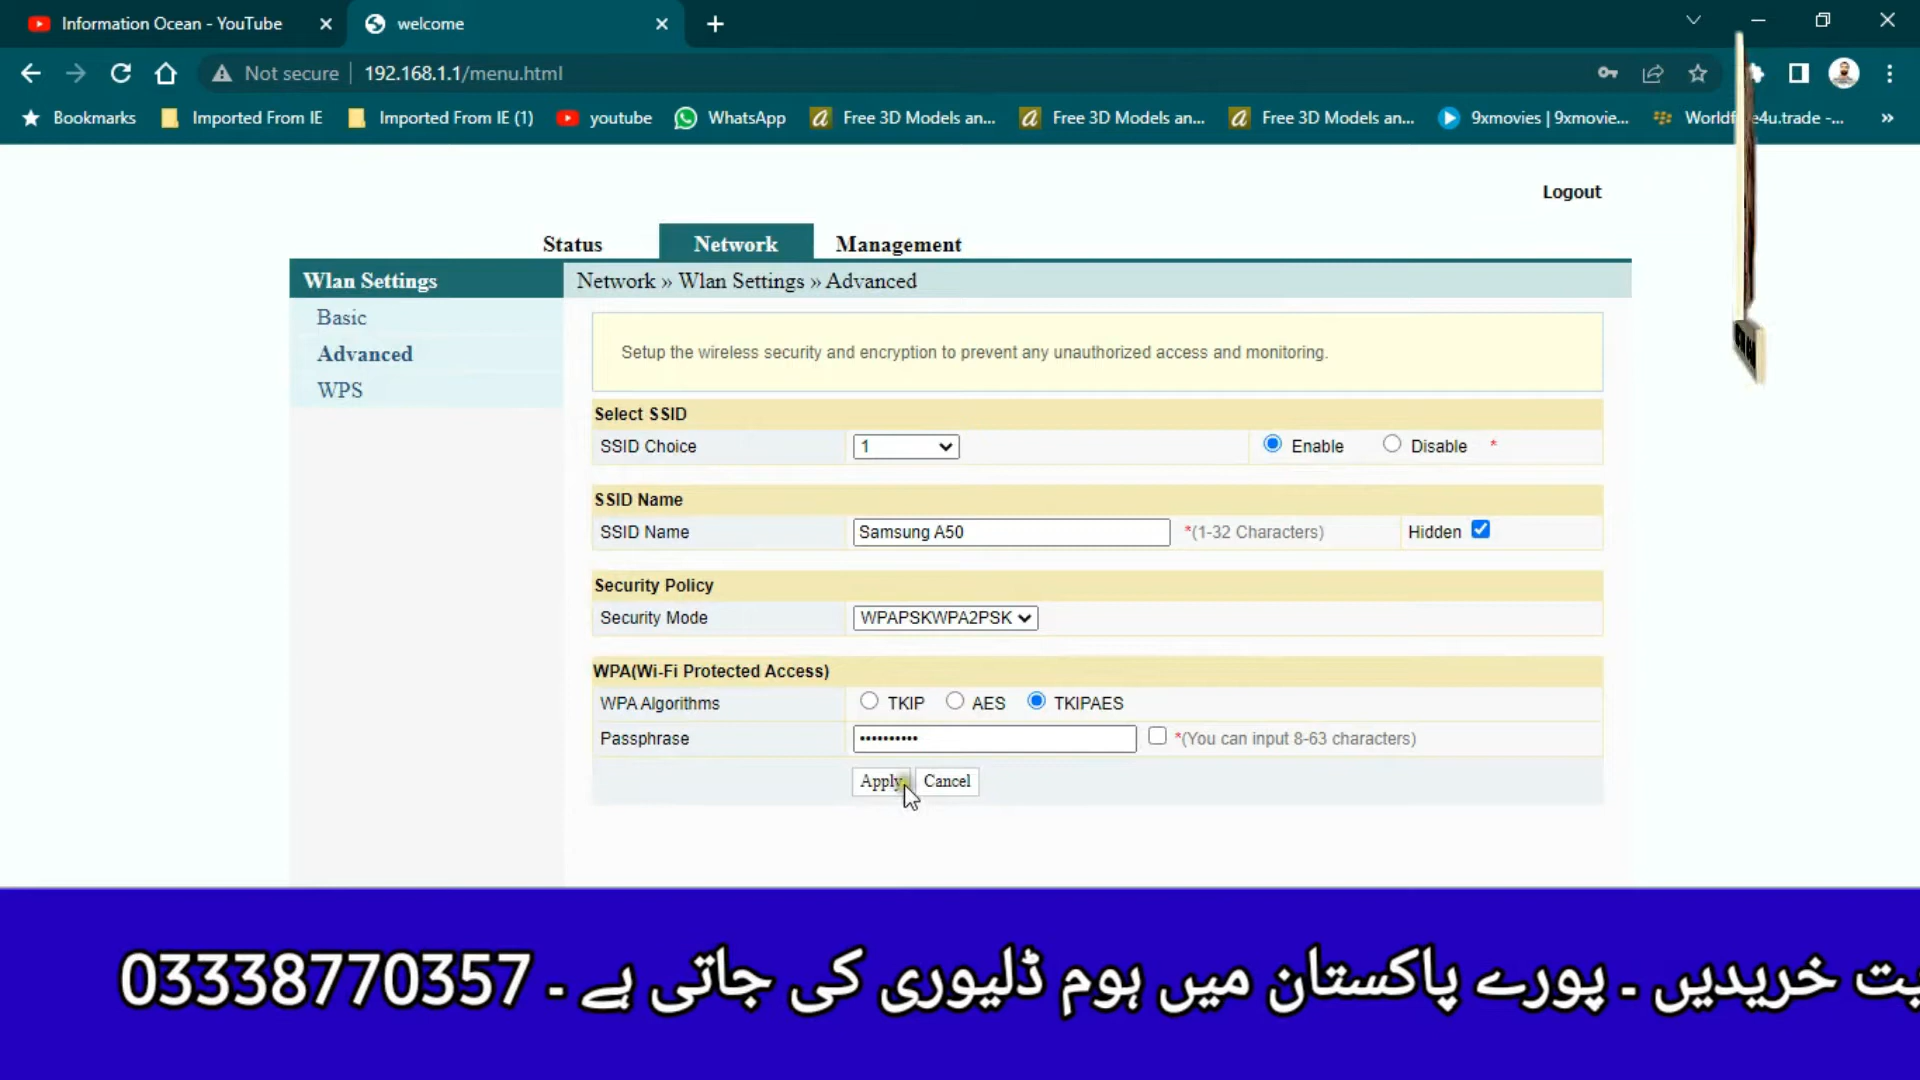 Information Ocean - YouTube
welcome
Not secure
192.168.1.1/menu.html
Bookmarks
Imported From IE
Imported From IE (1)
youtube
WhatsApp
Free 3D Models an...
Free 3D Models an...
Free 3D Models an...
9xmovies | 9xmovie...
Logout
Status
Network
Management
Wlan Settings
Network » Wlan Settings » Advanced
Basic
Advanced
WPS
Setup the wireless security and encryption to prevent any unauthorized access and monitoring.
Select SSID
SSID Choice
1
Enable
Disable
*
SSID Name
SSID Name
Samsung A50
*(1-32 Characters)
Hidden
Security Policy
Security Mode
WPAPSKWPA2PSK
WPA(Wi-Fi Protected Access)
WPA Algorithms
TKIP
AES
TKIPAES
Passphrase
••••••••••
*(You can input 8-63 characters)
Apply
Cancel
خریدیں ۔ پورے پاکستان میں ہوم ڈلیوری کی جاتی ہے ۔ 03338770357